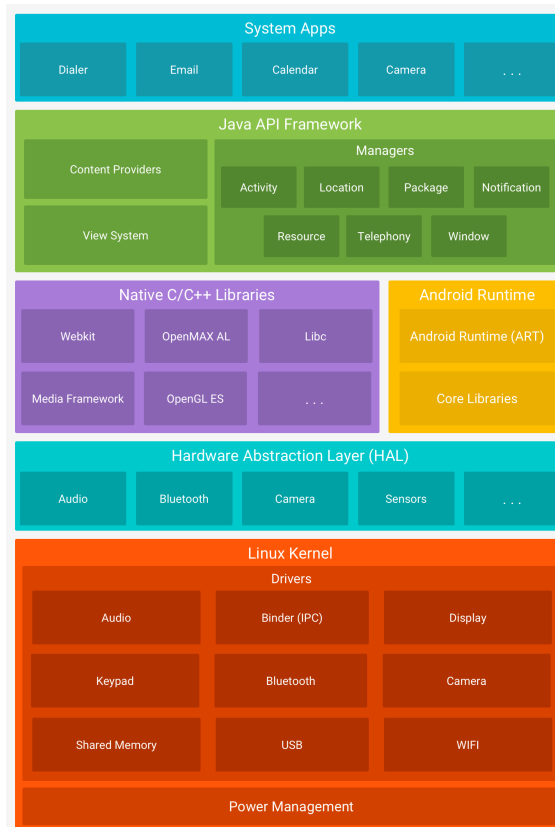 System Apps
Dialer
Email
Calendar
Camera
. . .
Java API Framework
Content Providers
View System
Managers
Activity
Location
Package
Notification
Resource
Telephony
Window
Native C/C++ Libraries
Webkit
OpenMAX AL
Libc
Media Framework
OpenGL ES
. . .
Android Runtime
Android Runtime (ART)
Core Libraries
Hardware Abstraction Layer (HAL)
Audio
Bluetooth
Camera
Sensors
. . .
Linux Kernel
Drivers
Audio
Binder (IPC)
Display
Keypad
Bluetooth
Camera
Shared Memory
USB
WIFI
Power Management